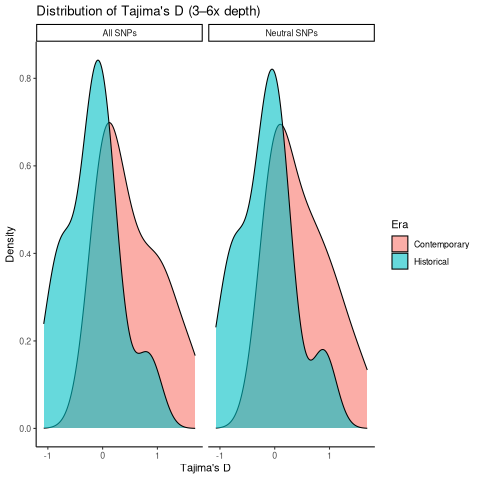 Distribution of Tajima's D (3–6x depth)
All SNPs
Neutral SNPs
0.8
0.6
0.4
0.2
0.0
Density
-1
0
1
-1
0
1
Tajima's D
Era
Contemporary
Historical